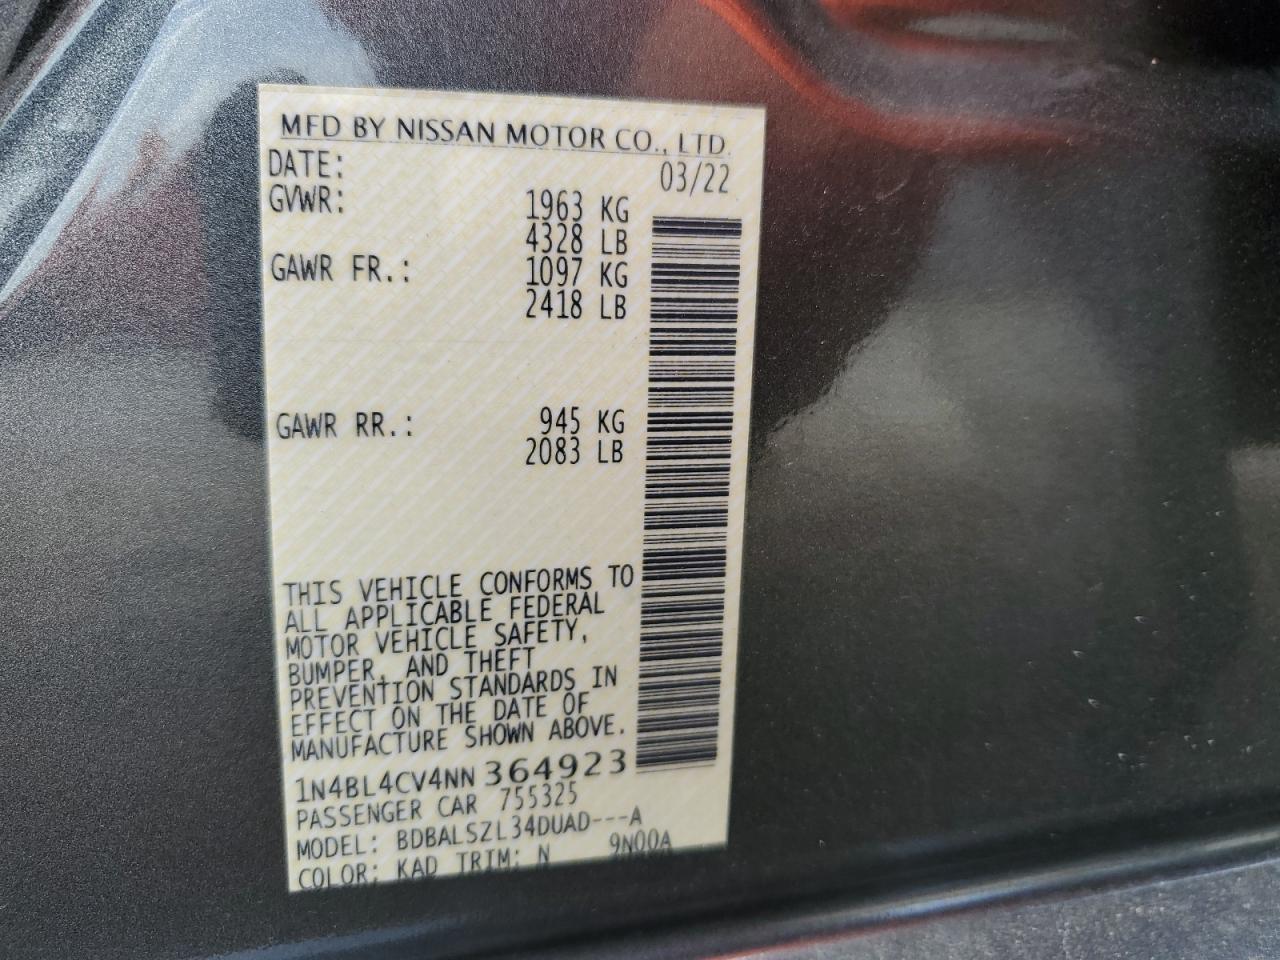 MFD BY NISSAN MOTOR CO., LTD.
DATE: 03/22
GVWR: 1963 KG
4328 LB
GAWR FR.: 1097 KG
2418 LB
GAWR RR.: 945 KG
2083 LB
THIS VEHICLE CONFORMS TO
ALL APPLICABLE FEDERAL
MOTOR VEHICLE SAFETY,
BUMPER, AND THEFT
PREVENTION STANDARDS IN
EFFECT ON THE DATE OF
MANUFACTURE SHOWN ABOVE.
1N4BL4CV4NN364923
PASSENGER CAR 755325
MODEL: BDBALSZL34DUAD---A
COLOR: KAD TRIM: N 9N00A